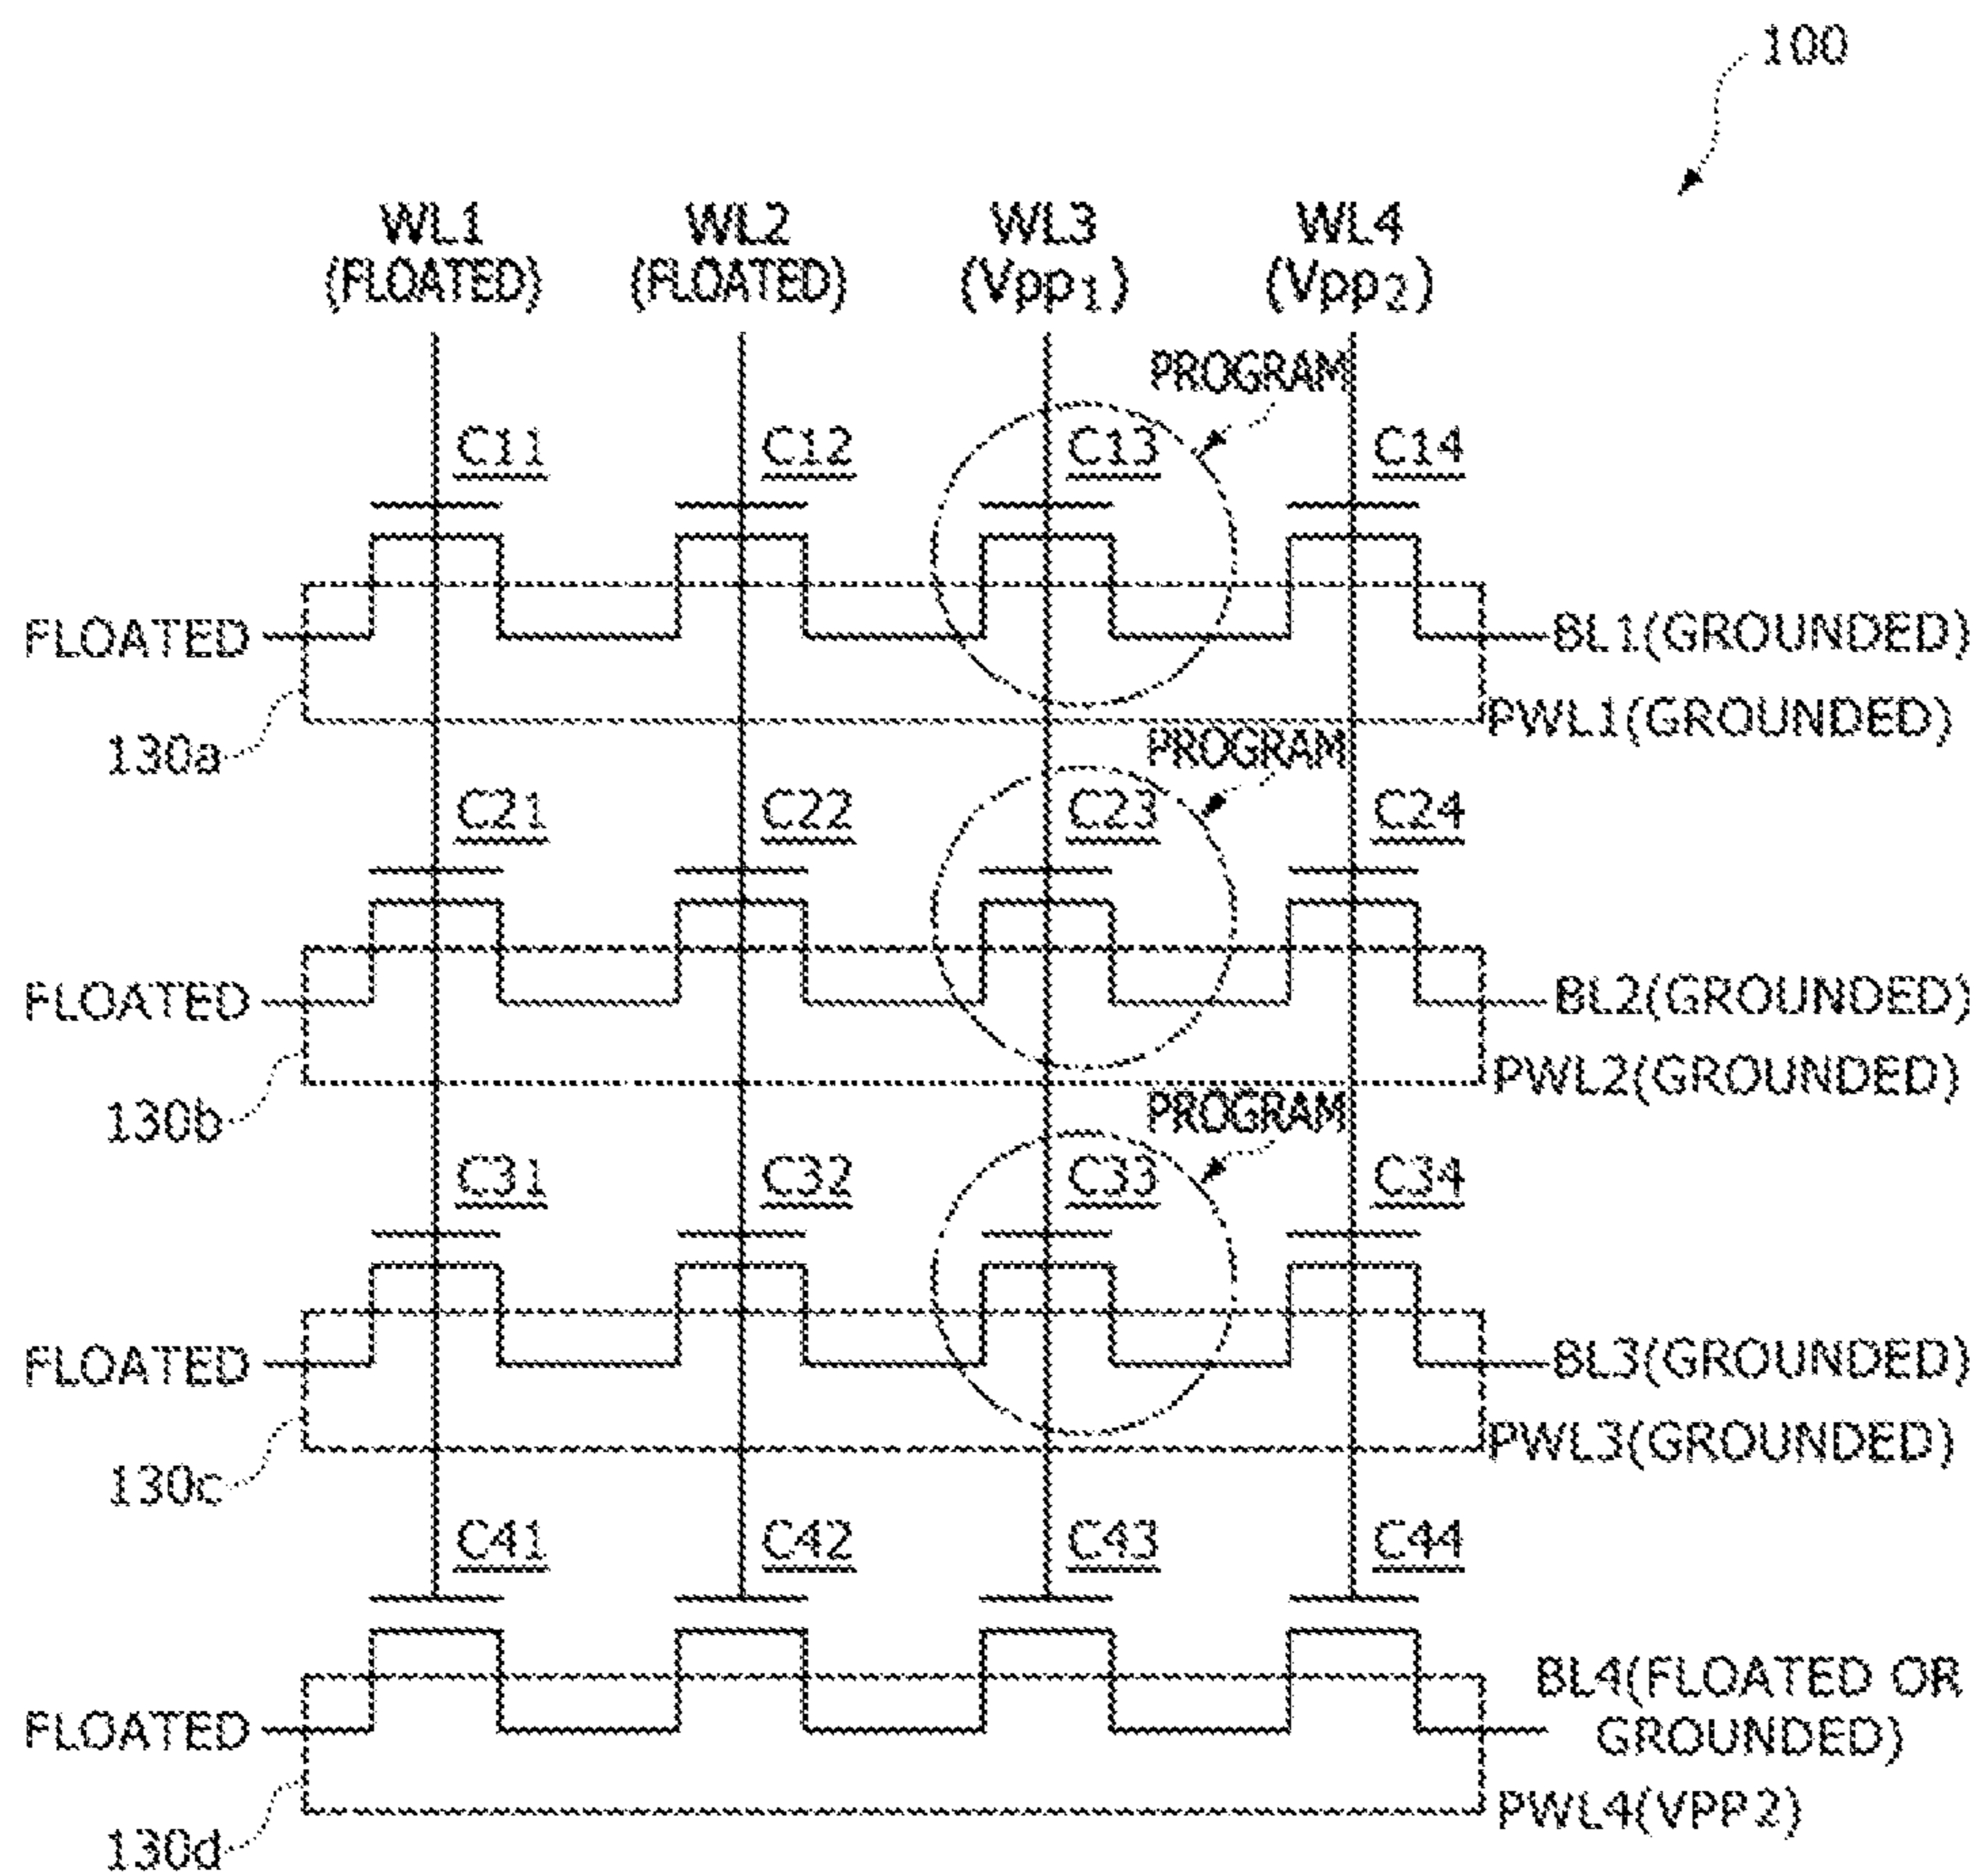 100
WL1 WL2 WL3 WL4
(FLOATED) (FLOATED) (Vpp1) (Vpp2)
PROGRAM
C11 C12 C13 C14
FLOATED BL1(GROUNDED)
PWL1(GROUNDED)
130a PROGRAM
C21 C22 C23 C24
FLOATED BL2(GROUNDED)
PWL2(GROUNDED)
130b PROGRAM
C31 C32 C33 C34
FLOATED BL3(GROUNDED)
PWL3(GROUNDED)
130c
C41 C42 C43 C44
BL4(FLOATED OR
FLOATED GROUNDED)
PWL4(VPP2)
130d